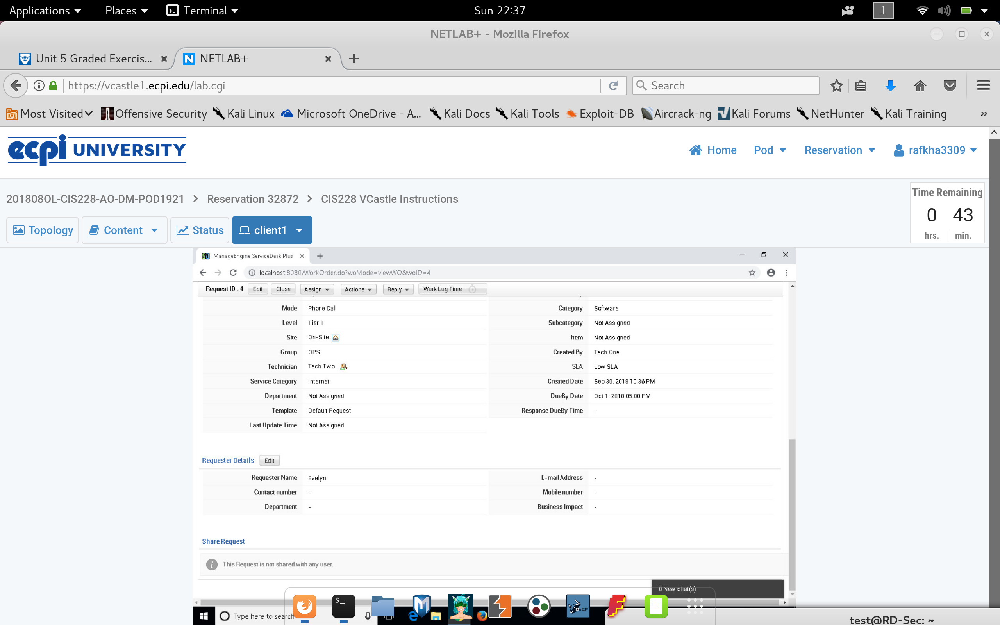 Applications Places Terminal Sun 22:37 1
NETLAB+ - Mozilla Firefox
Unit 5 Graded Exercis... NETLAB+
https://vcastle1.ecpi.edu/lab.cgi Search
Most Visited Offensive Security Kali Linux Microsoft OneDrive - A... Kali Docs Kali Tools Exploit-DB Aircrack-ng Kali Forums NetHunter Kali Training »
ecpi UNIVERSITY Home Pod Reservation rafkha3309
201808OL-CIS228-AO-DM-POD1921 > Reservation 32872 > CIS228 VCastle Instructions
Time Remaining
0 43
hrs. min.
Topology Content Status client1
ManageEngine ServiceDesk Plus
localhost:8080/WorkOrder.do?woMode=viewWO&woID=4
Request ID : 4 Edit Close Assign Actions Reply Work Log Timer
Mode Phone Call Category Software
Level Tier 1 Subcategory Not Assigned
Site On-Site Item Not Assigned
Group OPS Created By Tech One
Technician Tech Two SLA Low SLA
Service Category Internet Created Date Sep 30, 2018 10:36 PM
Department Not Assigned DueBy Date Oct 1, 2018 05:00 PM
Template Default Request Response DueBy Time -
Last Update Time Not Assigned
Requester Details Edit
Requester Name Evelyn E-mail Address -
Contact number - Mobile number -
Department - Business Impact -
Share Request
This Request is not shared with any user.
0 New chat(s)
$_
BeEF
Type here to search
test@RD-Sec: ~